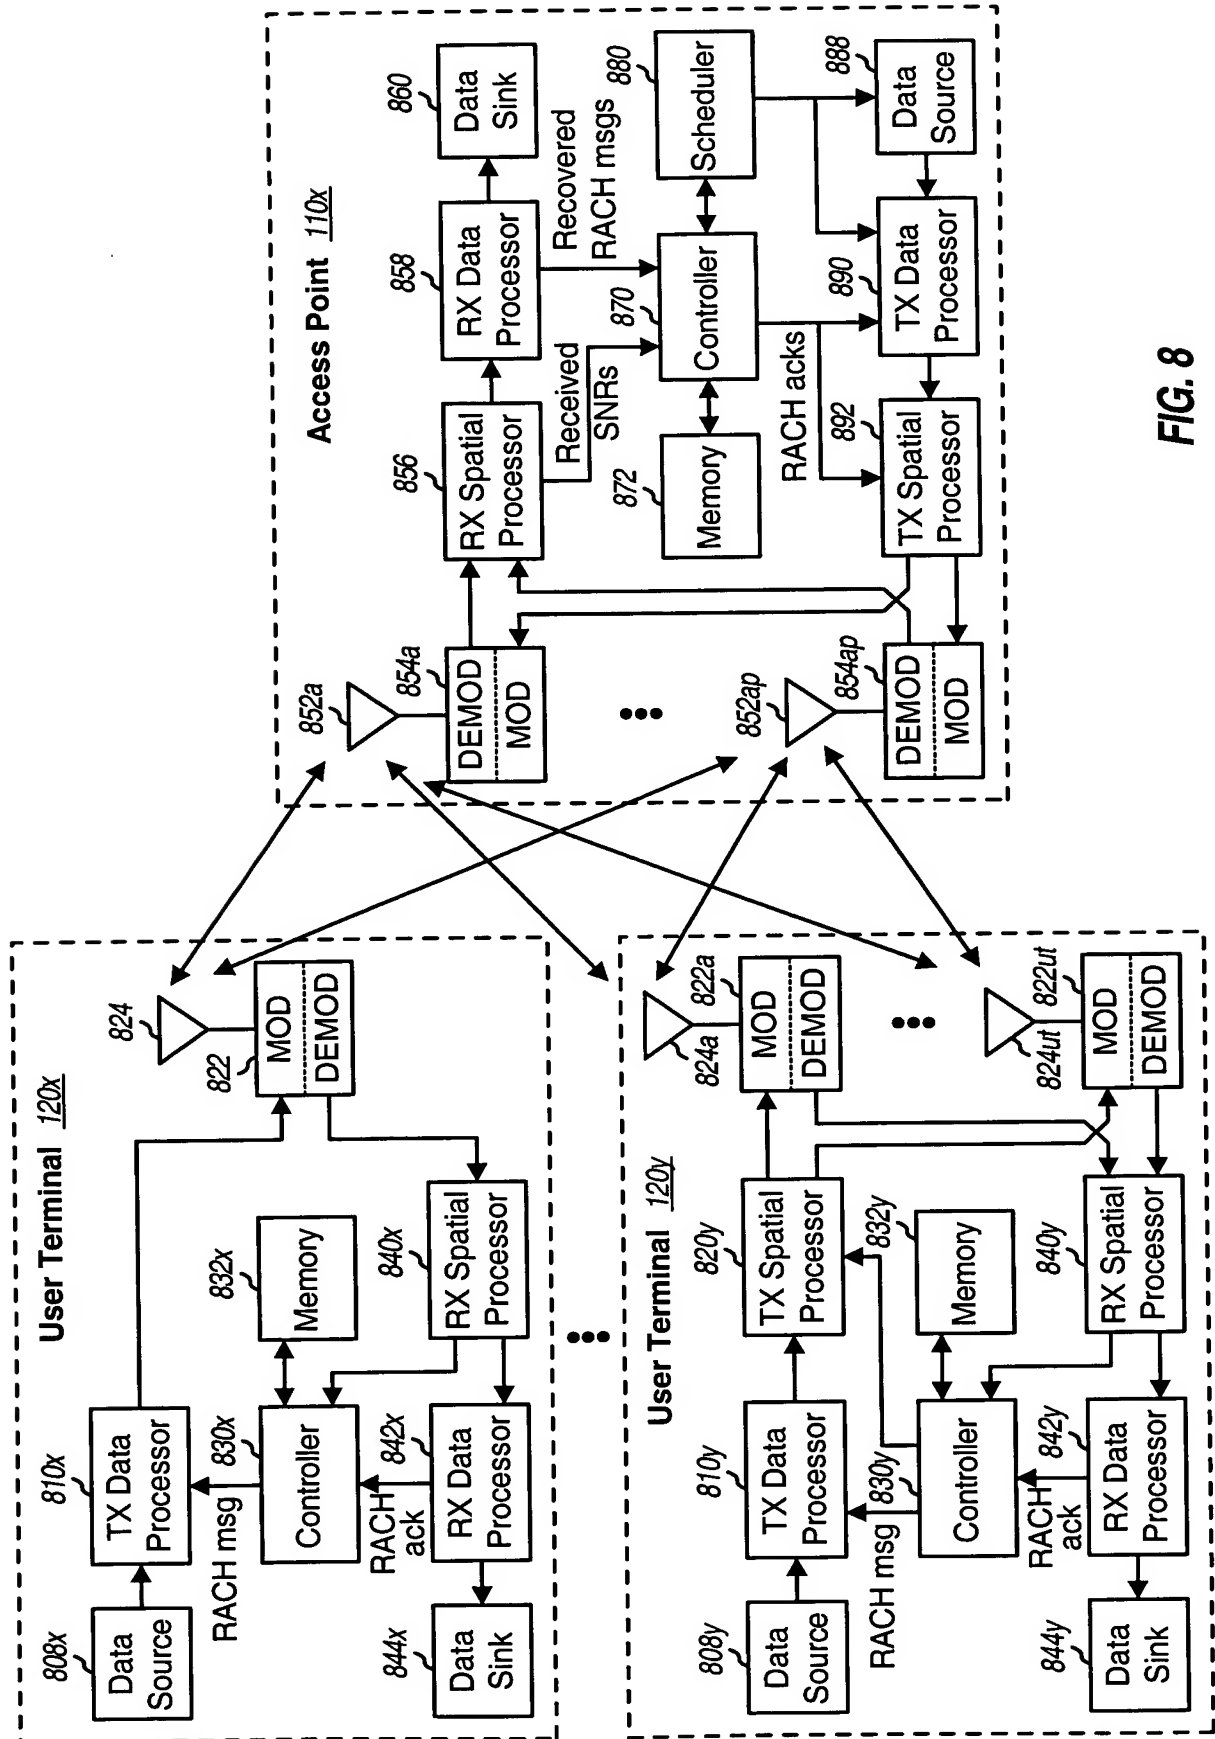 User Terminal 120x
808x
Data
Source
810x
TX Data
Processor
RACH msg
830x
Controller
832x
Memory
RACH
ack
844x
Data
Sink
842x
RX Data
Processor
840x
RX Spatial
Processor
824
822
MOD
DEMOD
User Terminal 120y
808y
Data
Source
810y
TX Data
Processor
820y
TX Spatial
Processor
RACH msg
830y
Controller
832y
Memory
RACH
ack
844y
Data
Sink
842y
RX Data
Processor
840y
RX Spatial
Processor
824a
822a
MOD
DEMOD
824ut
822ut
MOD
DEMOD
Access Point 110x
852a
854a
DEMOD
MOD
852ap
854ap
DEMOD
MOD
856
RX Spatial
Processor
858
RX Data
Processor
860
Data
Sink
Received
SNRs
Recovered
RACH msgs
872
Memory
870
Controller
880
Scheduler
RACH acks
892
TX Spatial
Processor
890
TX Data
Processor
888
Data
Source
FIG. 8